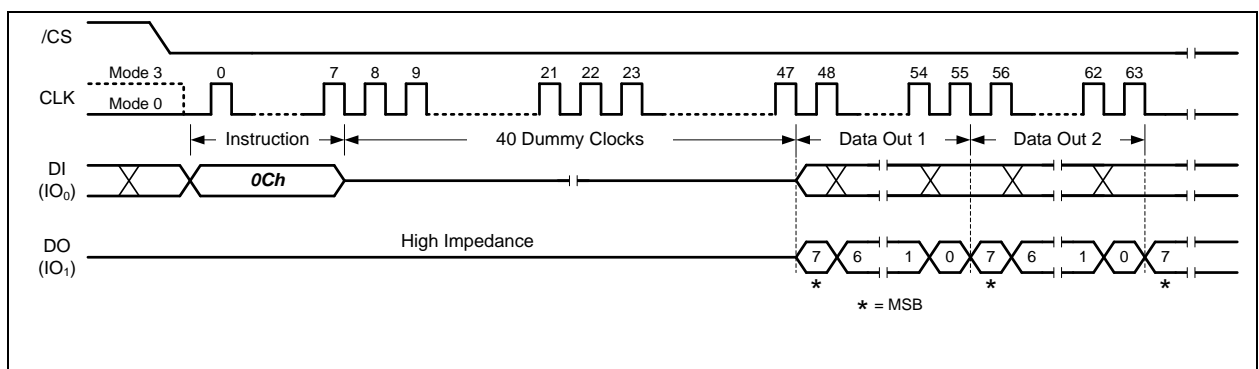 /CS
Mode 3 0 7 8 9 21 22 23 47 48 54 55 56 62 63
CLK Mode 0
Instruction 40 Dummy Clocks Data Out 1 Data Out 2
DI
(IO₀) 0Ch
High Impedance
DO
(IO₁) 7 6 1 0 7 6 1 0 7
* * *
* = MSB